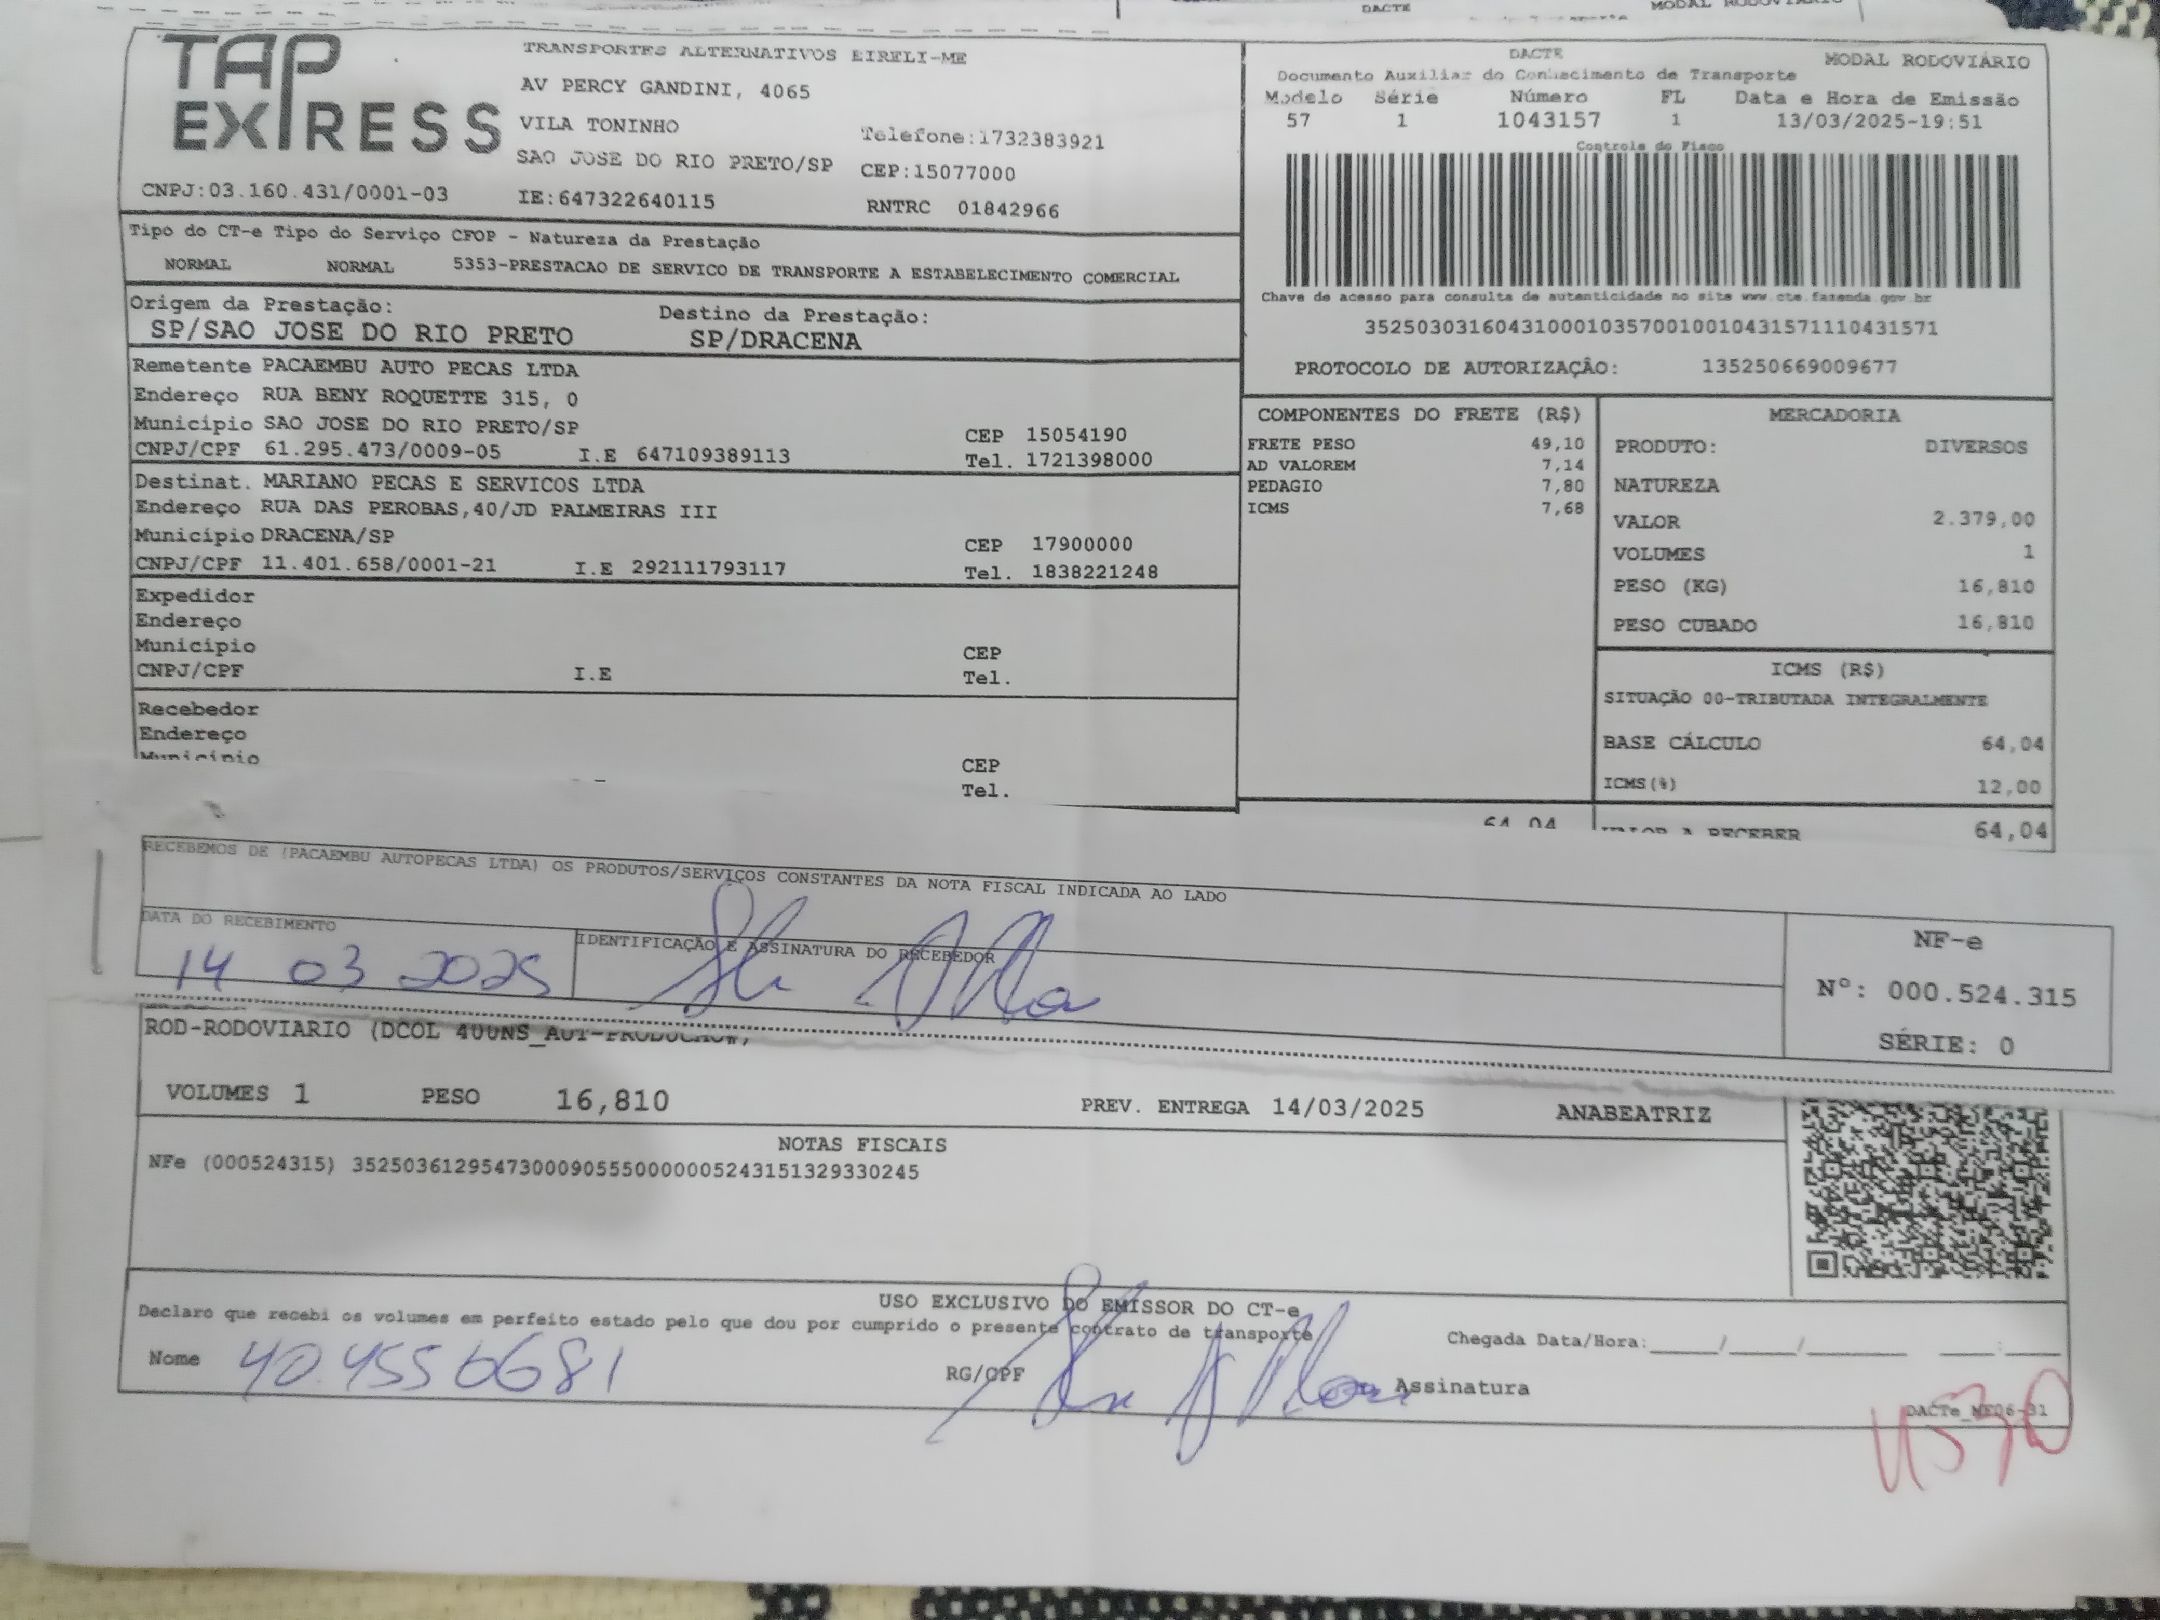 DACTE
TAP EXPRESS
TRANSPORTES ALTERNATIVOS EIRELI-ME
AV PERCY GANDINI, 4065
VILA TONINHO
Telefone:1732383921
SAO JOSE DO RIO PRETO/SP CEP:15077000
CNPJ:03.160.431/0001-03 IE:647322640115 RNTRC 01842966
DACTE MODAL RODOVIÁRIO
Documento Auxiliar do Conhecimento de Transporte
Modelo Série Número FL Data e Hora de Emissão
57 1 1043157 1 13/03/2025-19:51
Controle do Fisco
Chave de acesso para consulta de autenticidade no site www.cte.fazenda.gov.br
35250303160431000103570010010431571110431571
PROTOCOLO DE AUTORIZAÇÂO: 135250669009677
Tipo do CT-e Tipo do Serviço CFOP - Natureza da Prestação
NORMAL NORMAL 5353-PRESTACAO DE SERVICO DE TRANSPORTE A ESTABELECIMENTO COMERCIAL
Origem da Prestação: Destino da Prestação:
SP/SAO JOSE DO RIO PRETO SP/DRACENA
Remetente PACAEMBU AUTO PECAS LTDA
Endereço RUA BENY ROQUETTE 315, 0
Município SAO JOSE DO RIO PRETO/SP CEP 15054190
CNPJ/CPF 61.295.473/0009-05 I.E 647109389113 Tel. 1721398000
Destinat. MARIANO PECAS E SERVICOS LTDA
Endereço RUA DAS PEROBAS,40/JD PALMEIRAS III
Município DRACENA/SP CEP 17900000
CNPJ/CPF 11.401.658/0001-21 I.E 292111793117 Tel. 1838221248
Expedidor
Endereço
Município CEP
CNPJ/CPF I.E Tel.
Recebedor
Endereço
Município CEP
Tel.
COMPONENTES DO FRETE (R$)
FRETE PESO 49,10
AD VALOREM 7,14
PEDAGIO 7,80
ICMS 7,68
64,04
MERCADORIA
PRODUTO: DIVERSOS
NATUREZA
VALOR 2.379,00
VOLUMES 1
PESO (KG) 16,810
PESO CUBADO 16,810
ICMS (R$)
SITUAÇÃO 00-TRIBUTADA INTEGRALMENTE
BASE CÁLCULO 64,04
ICMS(%) 12,00
VALOR A RECEBER 64,04
RECEBEMOS DE (PACAEMBU AUTOPECAS LTDA) OS PRODUTOS/SERVIÇOS CONSTANTES DA NOTA FISCAL INDICADA AO LADO
DATA DO RECEBIMENTO IDENTIFICAÇÃO E ASSINATURA DO RECEBEDOR
14 03 2025
NF-e
N°: 000.524.315
SÉRIE: 0
ROD-RODOVIARIO (DCOL 400NS_AUT-PRODUCAOW)
VOLUMES 1 PESO 16,810 PREV. ENTREGA 14/03/2025 ANABEATRIZ
NOTAS FISCAIS
NFe (000524315) 35250361295473000905550000005243151329330245
USO EXCLUSIVO DO EMISSOR DO CT-e
Declaro que recebi os volumes em perfeito estado pelo que dou por cumprido o presente contrato de transporte
Chegada Data/Hora:_____/_____/_______ ____:____
Nome 40.455 0681 RG/CPF Assinatura